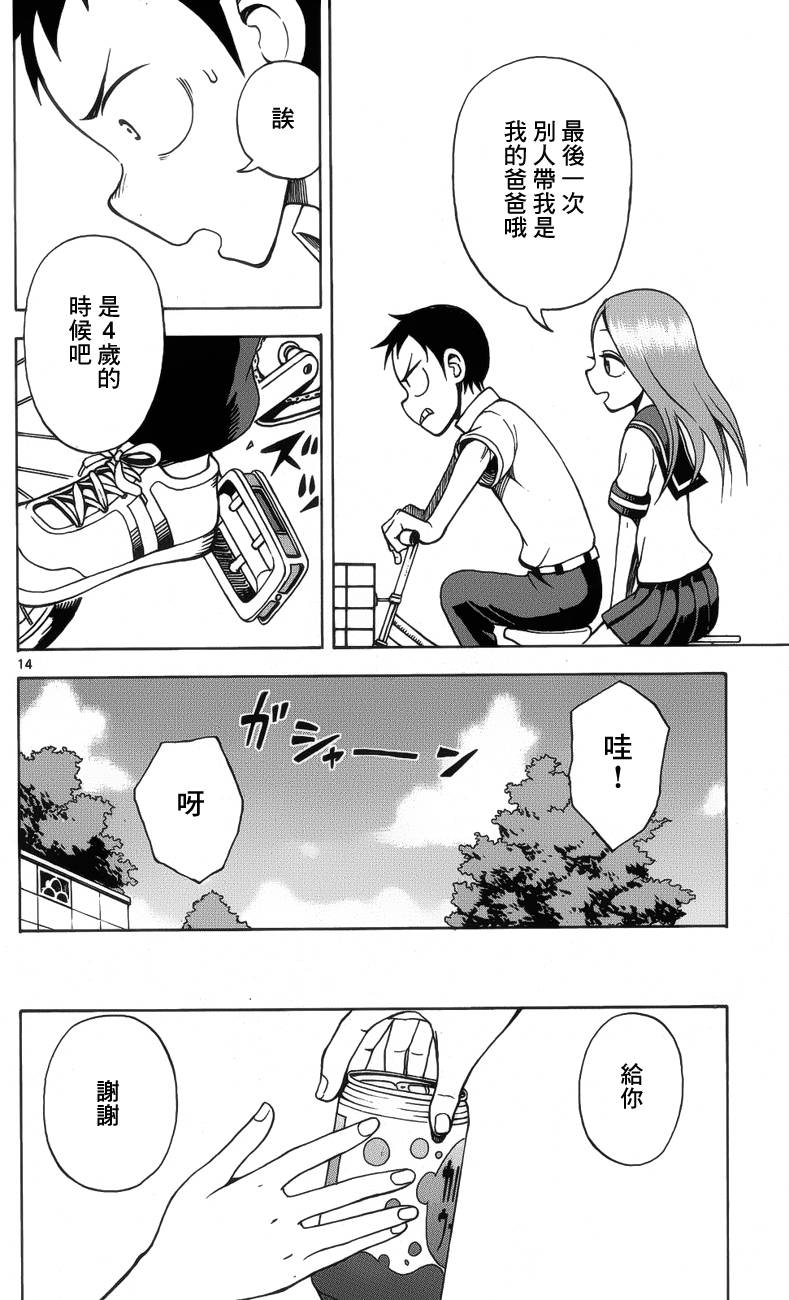 最後一次
別人帶我是
我的爸爸哦
誒
是4歲的
時候吧
ズズ
14
哇！
ガシャーン
呀
給你
謝謝